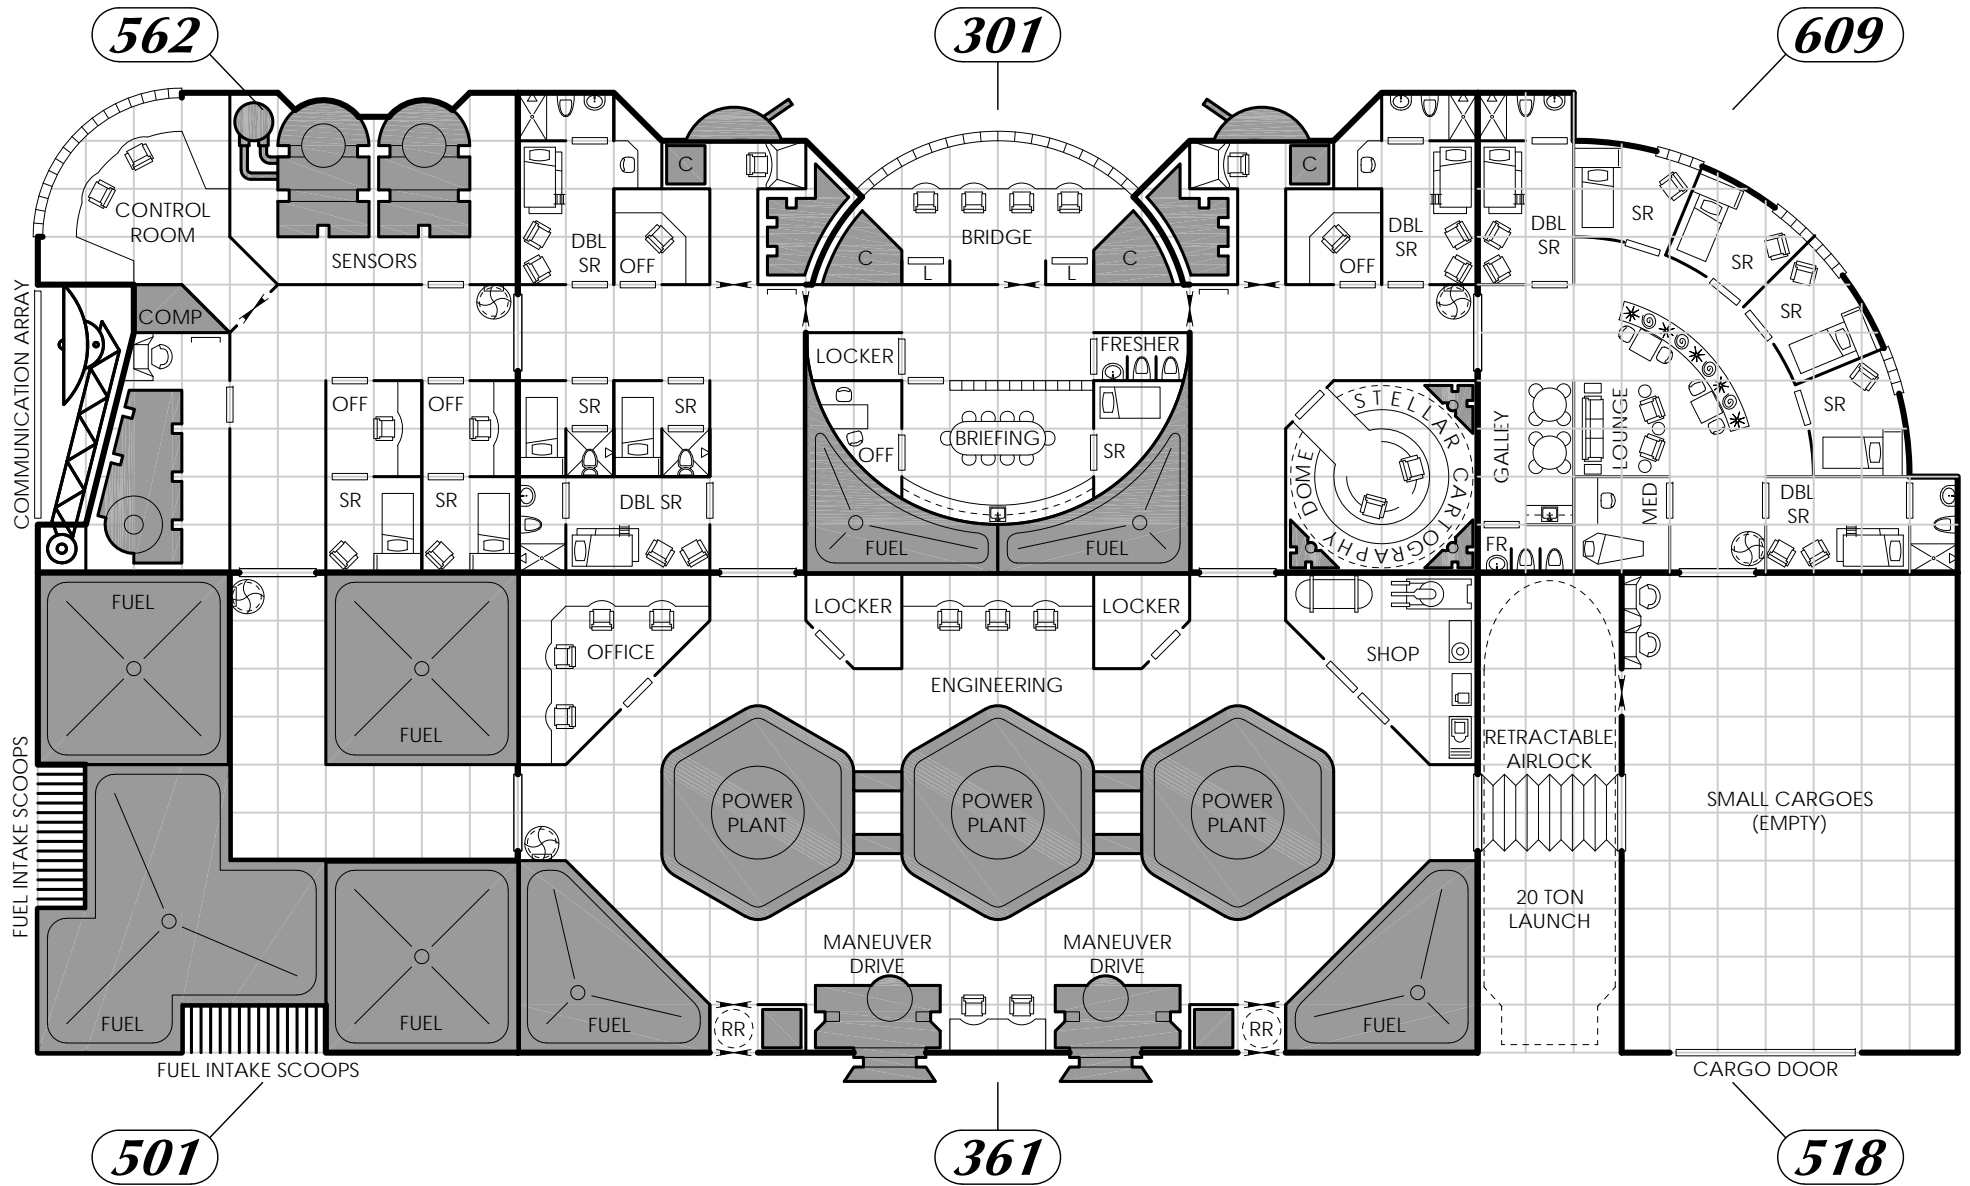 562
301
609
CONTROL
ROOM
SENSORS
COMP
COMMUNICATION ARRAY
DBL
SR
OFF
C
C
L
BRIDGE
L
C
C
OFF
DBL
SR
DBL
SR
SR
SR
SR
SR
OFF
OFF
SR
SR
SR
SR
DBL SR
LOCKER
FRESHER
BRIEFING
OFF
SR
FUEL
FUEL
STELLAR CARTOGRAPHY DOME
GALLEY
LOUNGE
MED
FR
DBL
SR
FUEL
FUEL
OFFICE
LOCKER
LOCKER
ENGINEERING
SHOP
POWER
PLANT
POWER
PLANT
POWER
PLANT
RETRACTABLE
AIRLOCK
20 TON
LAUNCH
SMALL CARGOES
(EMPTY)
FUEL INTAKE SCOOPS
FUEL
FUEL
FUEL
RR
MANEUVER
DRIVE
MANEUVER
DRIVE
RR
FUEL
FUEL INTAKE SCOOPS
CARGO DOOR
501
361
518